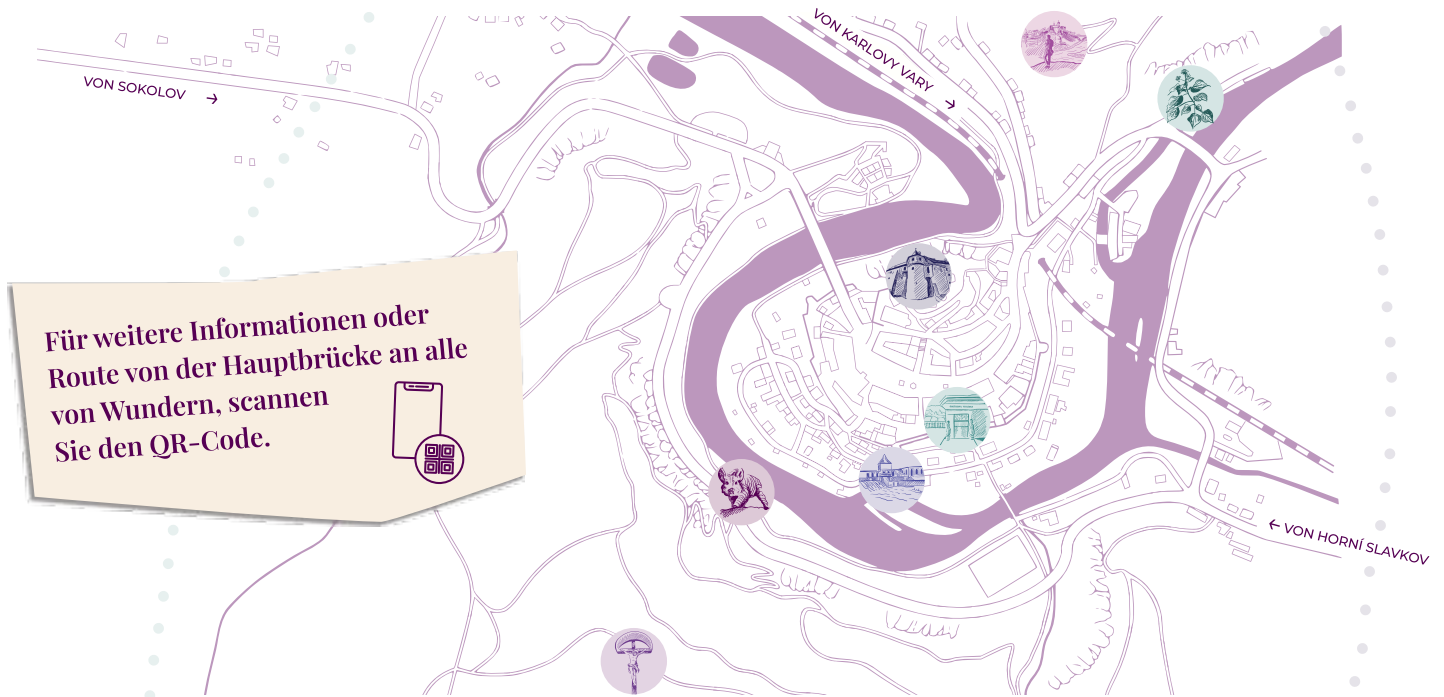 VON SOKOLOV →
VON KARLOVY VARY →
Für weitere Informationen oder
Route von der Hauptbrücke an alle
von Wundern, scannen
Sie den QR-Code.
← VON HORNÍ SLAVKOV